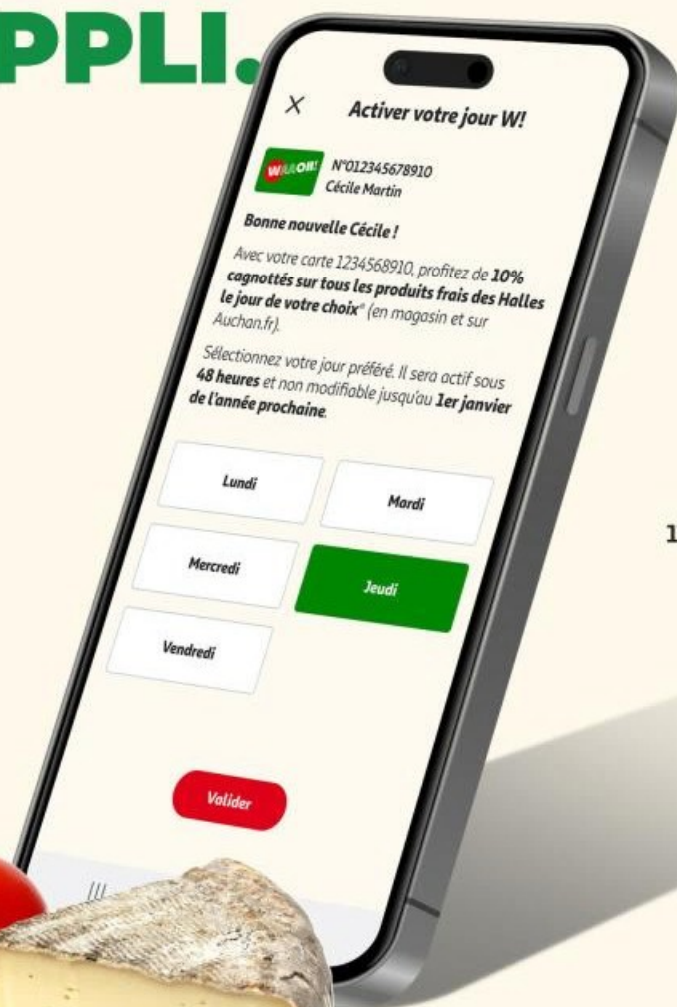 PPLI.
Activer votre jour W!
WAAOH!
N°012345678910
Cécile Martin
Bonne nouvelle Cécile !
Avec votre carte 1234568910, profitez de 10%
cagnottés sur tous les produits frais des Halles
le jour de votre choix* (en magasin et sur
Auchan.fr).
Sélectionnez votre jour préféré. Il sera actif sous
48 heures et non modifiable jusqu'au 1er janvier
de l'année prochaine.
Lundi
Mardi
Mercredi
Jeudi
Vendredi
Valider
1